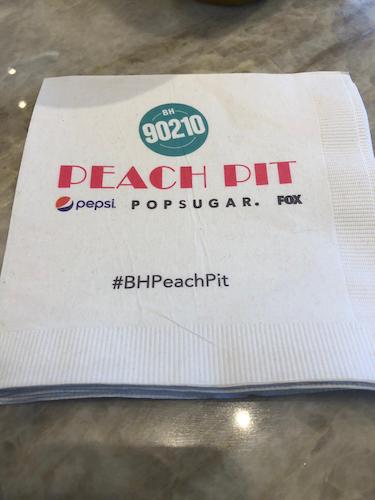 BH
90210
PEACH PIT
pepsi. POPSUGAR. FOX
#BHPeachPit